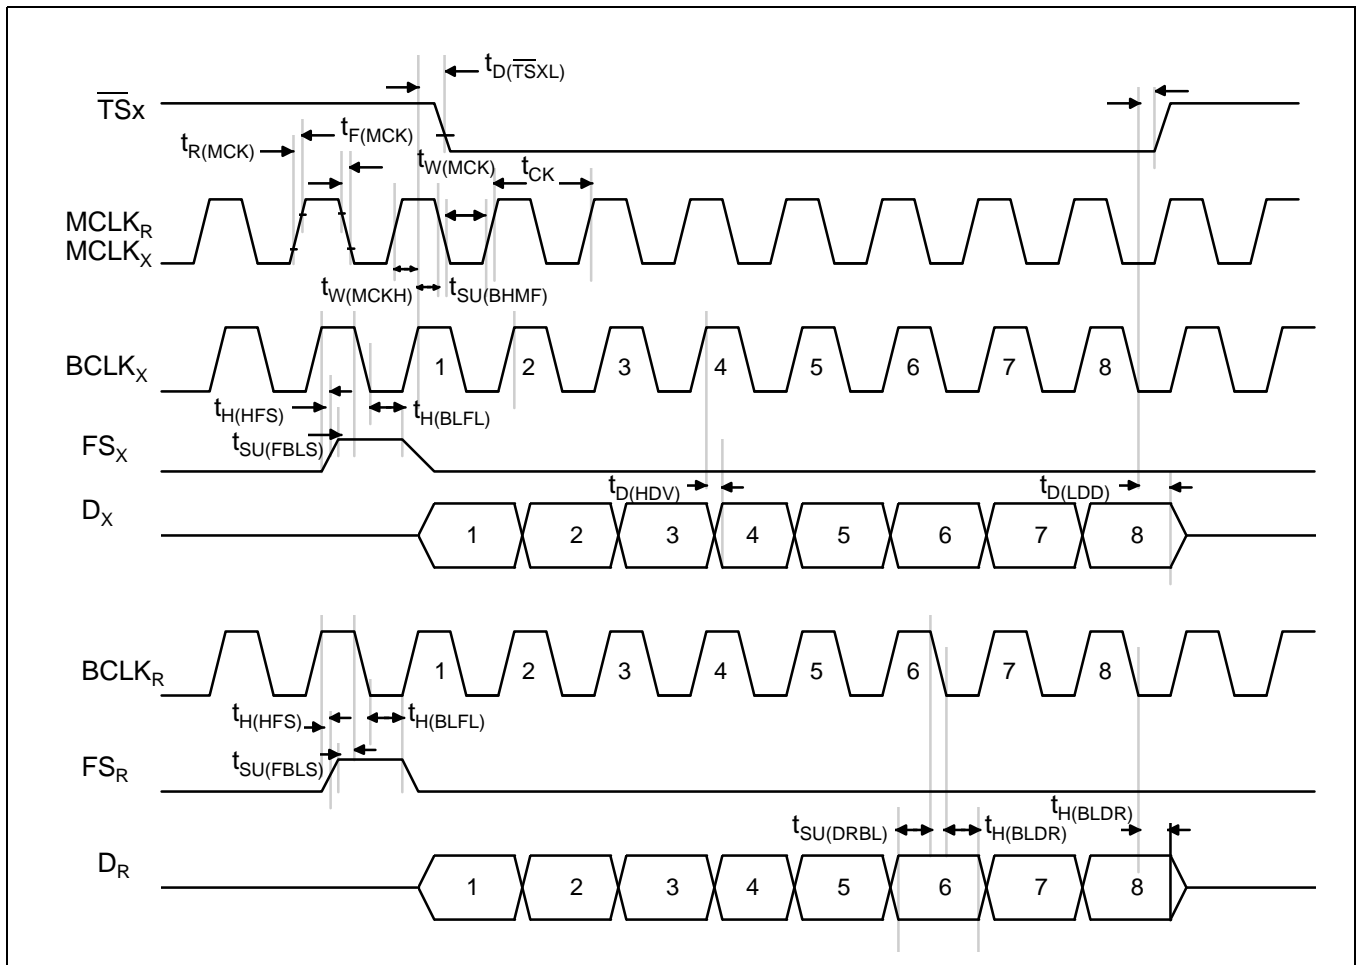 tD(T̅S̅XL)
T̅S̅x
tF(MCK)
tR(MCK)
tW(MCK)
tCK
MCLKR
MCLKX
tW(MCKH)
tSU(BHMF)
BCLKX
1 2 3 4 5 6 7 8
tH(HFS)
tH(BLFL)
FSX
tSU(FBLS)
tD(HDV)
tD(LDD)
DX
1 2 3 4 5 6 7 8
BCLKR
1 2 3 4 5 6 7 8
tH(HFS)
tH(BLFL)
FSR
tSU(FBLS)
tSU(DRBL)
tH(BLDR)
tH(BLDR)
DR
1 2 3 4 5 6 7 8